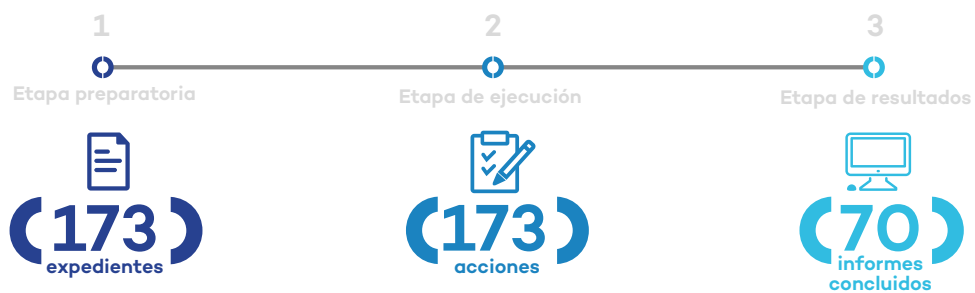 1
2
3
Etapa preparatoria
Etapa de ejecución
Etapa de resultados
173
expedientes
173
acciones
70
informes
concluidos